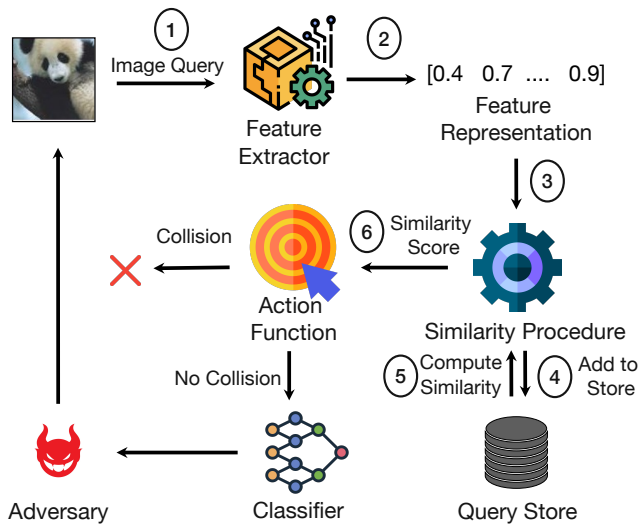 1
Image Query
Feature
Extractor
2
[0.4 0.7 .... 0.9]
Feature
Representation
3
Similarity Procedure
4
Add to
Store
Query Store
5
Compute
Similarity
6
Similarity
Score
Action
Function
Collision
No Collision
Classifier
Adversary